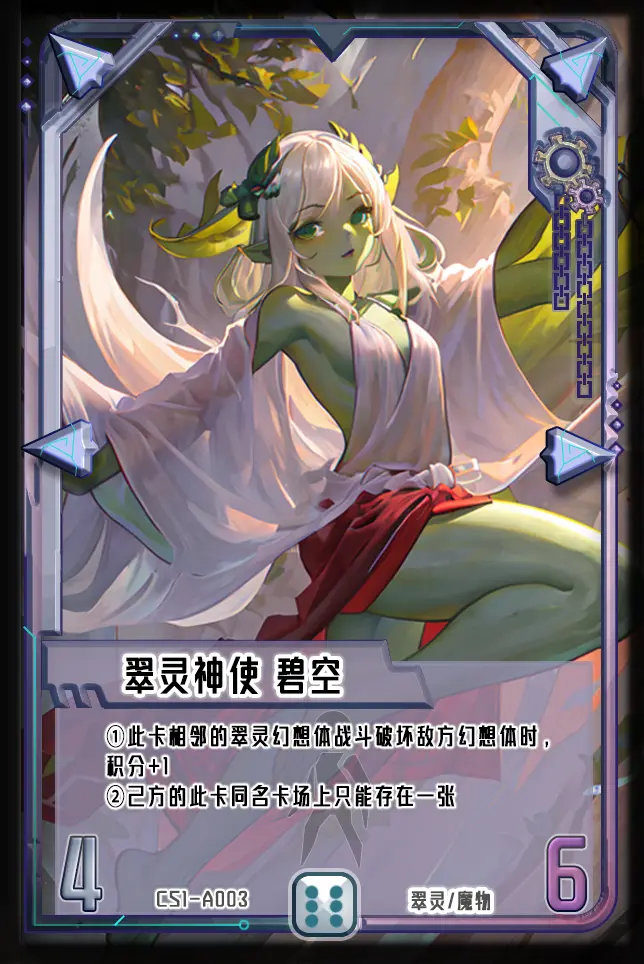 翠灵神使 碧空
①此卡相邻的翠灵幻想体战斗破坏敌方幻想体时，
积分+1
②己方的此卡同名卡场上只能存在一张
4
CS1-A003
翠灵/魔物
6